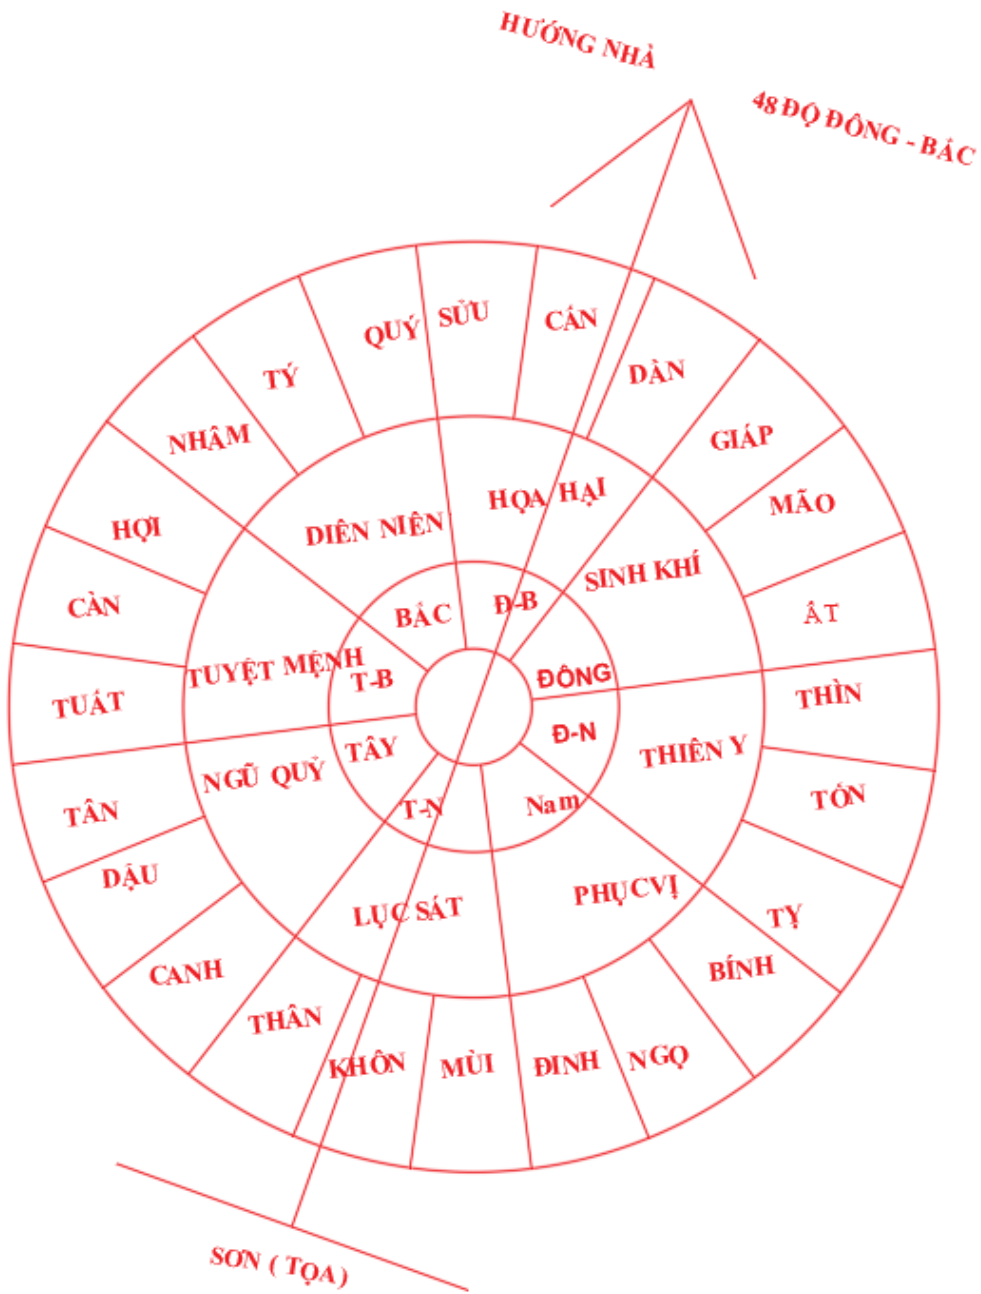 HƯỚNG NHÀ
48 ĐỘ ĐÔNG - BẮC
QUÝ
SỬU
CẤN
DẦN
GIÁP
MÃO
ẤT
THÌN
TỐN
TỴ
BÍNH
NGỌ
ĐINH
MÙI
KHÔN
THÂN
CANH
DẬU
TÂN
TUẤT
CÀN
HỢI
NHÂM
TÝ
DIÊN NIÊN
HỌA HẠI
SINH KHÍ
THIÊN Y
PHỤC VỊ
LỤC SÁT
NGŨ QUỶ
TUYỆT MỆNH
BẮC
Đ-B
ĐÔNG
Đ-N
Nam
T-N
TÂY
T-B
SƠN ( TỌA )